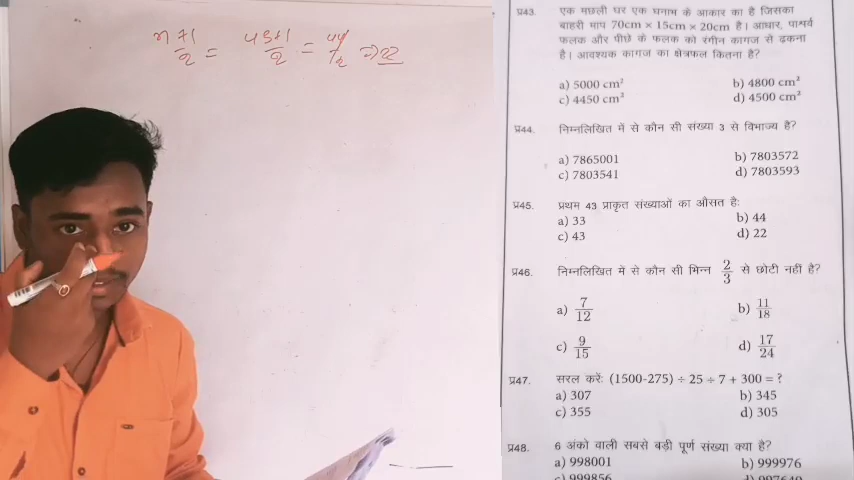 n+1/2 = 43+1/2 = 44/2 ⇒ 22
प्र43. एक मछली घर एक घनाभ के आकार का है जिसका
बाहरी माप 70cm × 15cm × 20cm है। आधार, पार्श्व
फलक और पीछे के फलक को रंगीन कागज से ढ़कना
है। आवश्यक कागज का क्षेत्रफल कितना है?
a) 5000 cm² b) 4800 cm²
c) 4450 cm² d) 4500 cm²
प्र44. निम्नलिखित में से कौन सी संख्या 3 से विभाज्य है?
a) 7865001 b) 7803572
c) 7803541 d) 7803593
प्र45. प्रथम 43 प्राकृत संख्याओं का औसत है:
a) 33 b) 44
c) 43 d) 22
प्र46. निम्नलिखित में से कौन सी भिन्न 2/3 से छोटी नहीं है?
a) 7/12 b) 11/18
c) 9/15 d) 17/24
प्र47. सरल करें: (1500-275) ÷ 25 ÷ 7 + 300 = ?
a) 307 b) 345
c) 355 d) 305
प्र48. 6 अंको वाली सबसे बड़ी पूर्ण संख्या क्या है?
a) 998001 b) 999976
c) 999856 d) 997640